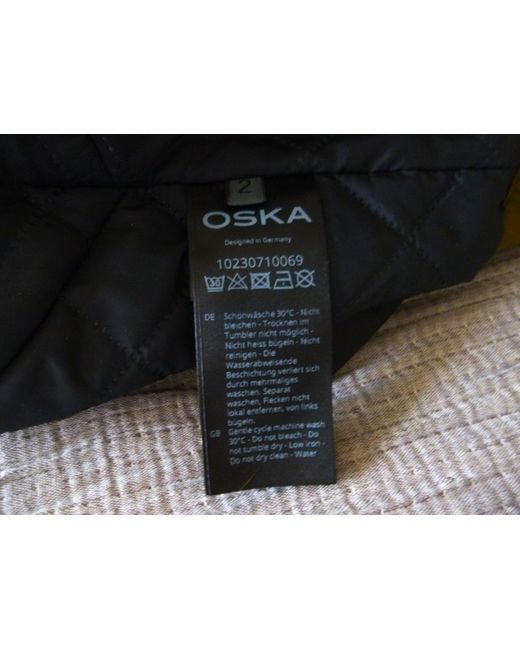 2
OSKA
Designed in Germany
10230710069
30
DE Schonwäsche 30°C - Nicht
bleichen - Trocknen im
Tumbler nicht möglich -
Nicht heiss bügeln - Nicht
reinigen - Die
Wasserabweisende
Beschichtung verliert sich
durch mehrmaliges
waschen. Separat
waschen, Flecken nicht
lokal entfernen, von links
bügeln.
GB Gentle cycle machine wash
30°C - Do not bleach - Do
not tumble dry - Low iron -
Do not dry clean - Water